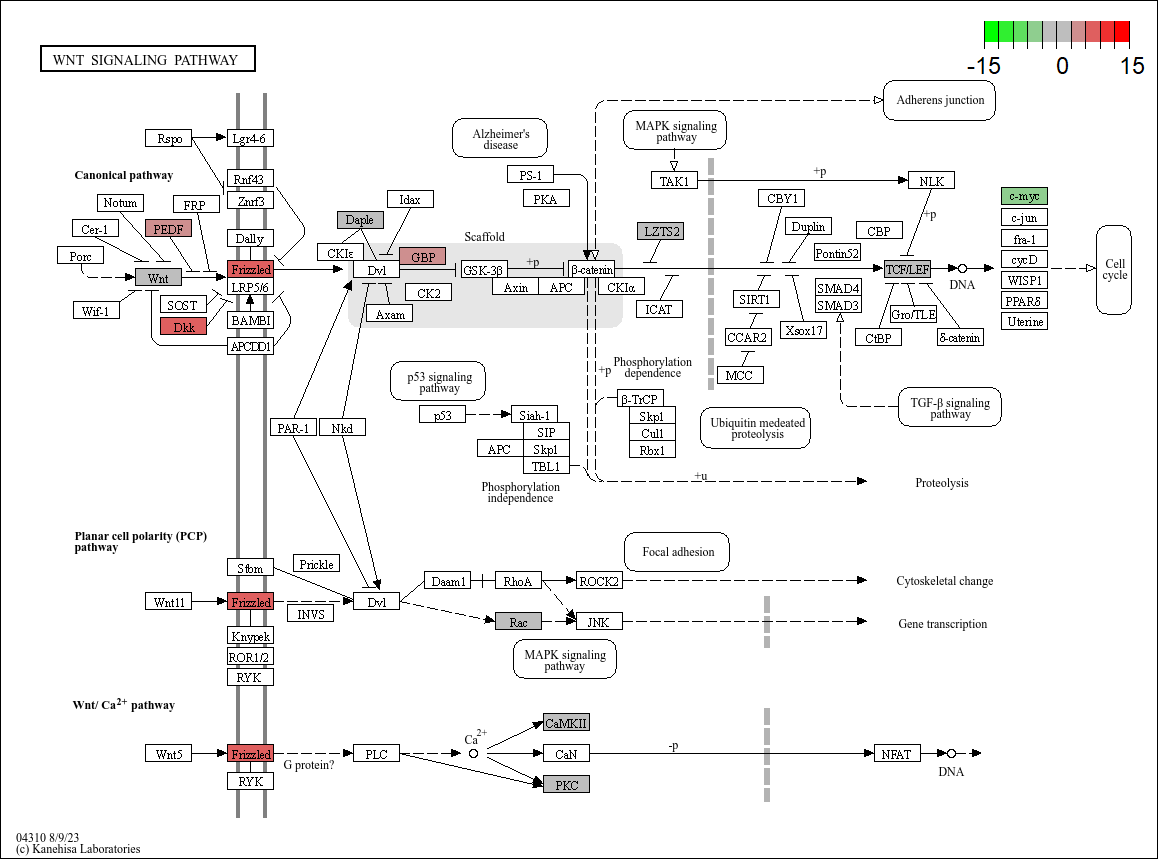 WNT SIGNALING PATHWAY
-15 0 15
Adherens junction
Alzheimer's
disease
MAPK signaling
pathway
Rspo
Lgr4-6
Canonical pathway
Rnf43
Znrf3
PS-1
PKA
TAK1
+p
NLK
Notum
FRP
PEDF
Cer-1
Porc
Wnt
Wif-1
SOST
Dkk
Dally
Frizzled
LRP5/6
BAMBI
APCDD1
Idax
Daple
CKIε
Dvl
GBP
Scaffold
GSK-3β
+p
β-catenin
Axin
APC
CKIα
CK2
Axam
LZTS2
ICAT
CBY1
Duplin
Pontin52
CBP
+p
SIRT1
SMAD4
SMAD3
CCAR2
Xsox17
MCC
TCF/LEF
DNA
Gro/TLE
CtBP
δ-catenin
c-myc
c-jun
fra-1
cycD
WISP1
PPARδ
Uterine
Cell
cycle
p53 signaling
pathway
p53
Siah-1
SIP
APC
Skp1
TBL1
Phosphorylation
independence
+p
Phosphorylation
dependence
β-TrCP
Skp1
Cul1
Rbx1
Ubiquitin medeated
proteolysis
TGF-β signaling
pathway
+u
Proteolysis
PAR-1
Nkd
Planar cell polarity (PCP)
pathway
Stbm
Prickle
Wnt11
Frizzled
INVS
Dvl
Knypek
ROR1/2
RYK
Daam1
RhoA
ROCK2
Rac
JNK
Focal adhesion
MAPK signaling
pathway
Cytoskeletal change
Gene transcription
Wnt/ Ca2+ pathway
Wnt5
Frizzled
RYK
G protein?
PLC
Ca2+
CaMKII
CaN
PKC
-p
NFAT
DNA
04310 8/9/23
(c) Kanehisa Laboratories